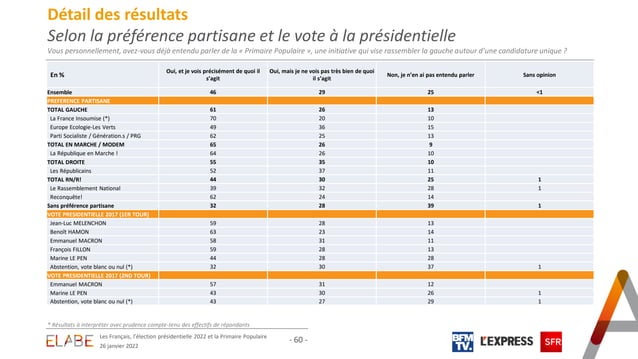 Détail des résultats
Selon la préférence partisane et le vote à la présidentielle
Vous personnellement, avez-vous déjà entendu parler de la « Primaire Populaire », une initiative qui vise rassembler la gauche autour d'une candidature unique ?
En % Oui, et je vois précisément de quoi il s'agit Oui, mais je ne vois pas très bien de quoi il s'agit Non, je n'en ai pas entendu parler Sans opinion
Ensemble 46 29 25 <1
PREFERENCE PARTISANE
TOTAL GAUCHE 61 26 13
La France Insoumise (*) 70 20 10
Europe Ecologie-Les Verts 49 36 15
Parti Socialiste / Génération.s / PRG 62 25 13
TOTAL EN MARCHE / MODEM 65 26 9
La République en Marche ! 64 26 10
TOTAL DROITE 55 35 10
Les Républicains 52 37 11
TOTAL RN/R! 44 30 25 1
Le Rassemblement National 39 32 28 1
Reconquête! 62 24 14
Sans préférence partisane 32 28 39 1
VOTE PRESIDENTIELLE 2017 (1ER TOUR)
Jean-Luc MELENCHON 59 28 13
Benoît HAMON 63 23 14
Emmanuel MACRON 58 31 11
François FILLON 59 28 13
Marine LE PEN 44 28 28
Abstention, vote blanc ou nul (*) 32 30 37 1
VOTE PRESIDENTIELLE 2017 (2ND TOUR)
Emmanuel MACRON 57 31 12
Marine LE PEN 43 30 26 1
Abstention, vote blanc ou nul (*) 43 27 29 1
* Résultats à interpréter avec prudence compte-tenu des effectifs de répondants
ELABE
Les Français, l'élection présidentielle 2022 et la Primaire Populaire
26 janvier 2022
- 60 -
BFM TV.
L'EXPRESS
SFR